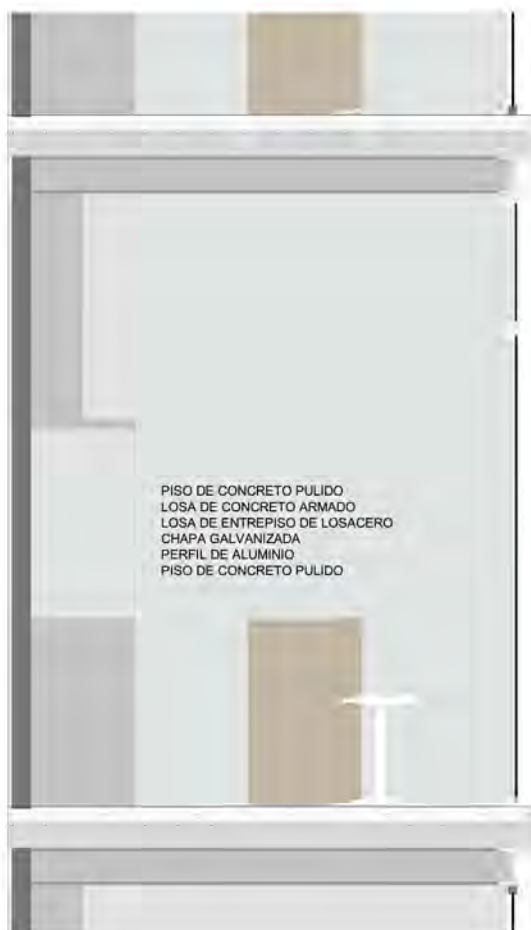 PISO DE CONCRETO PULIDO
LOSA DE CONCRETO ARMADO
LOSA DE ENTREPISO DE LOSACERO
CHAPA GALVANIZADA
PERFIL DE ALUMINIO
PISO DE CONCRETO PULIDO